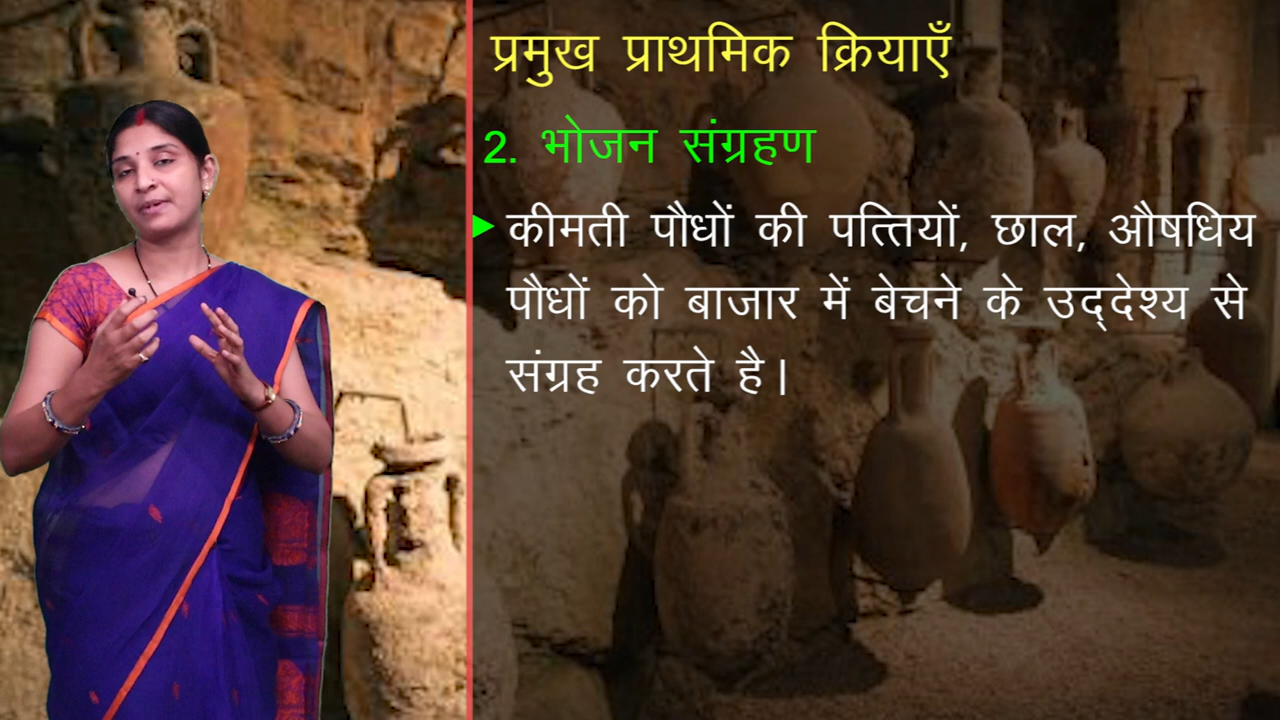 प्रमुख प्राथमिक क्रियाएँ
2. भोजन संग्रहण
कीमती पौधों की पत्तियों, छाल, औषधिय
पौधों को बाजार में बेचने के उद्देश्य से
संग्रह करते है।